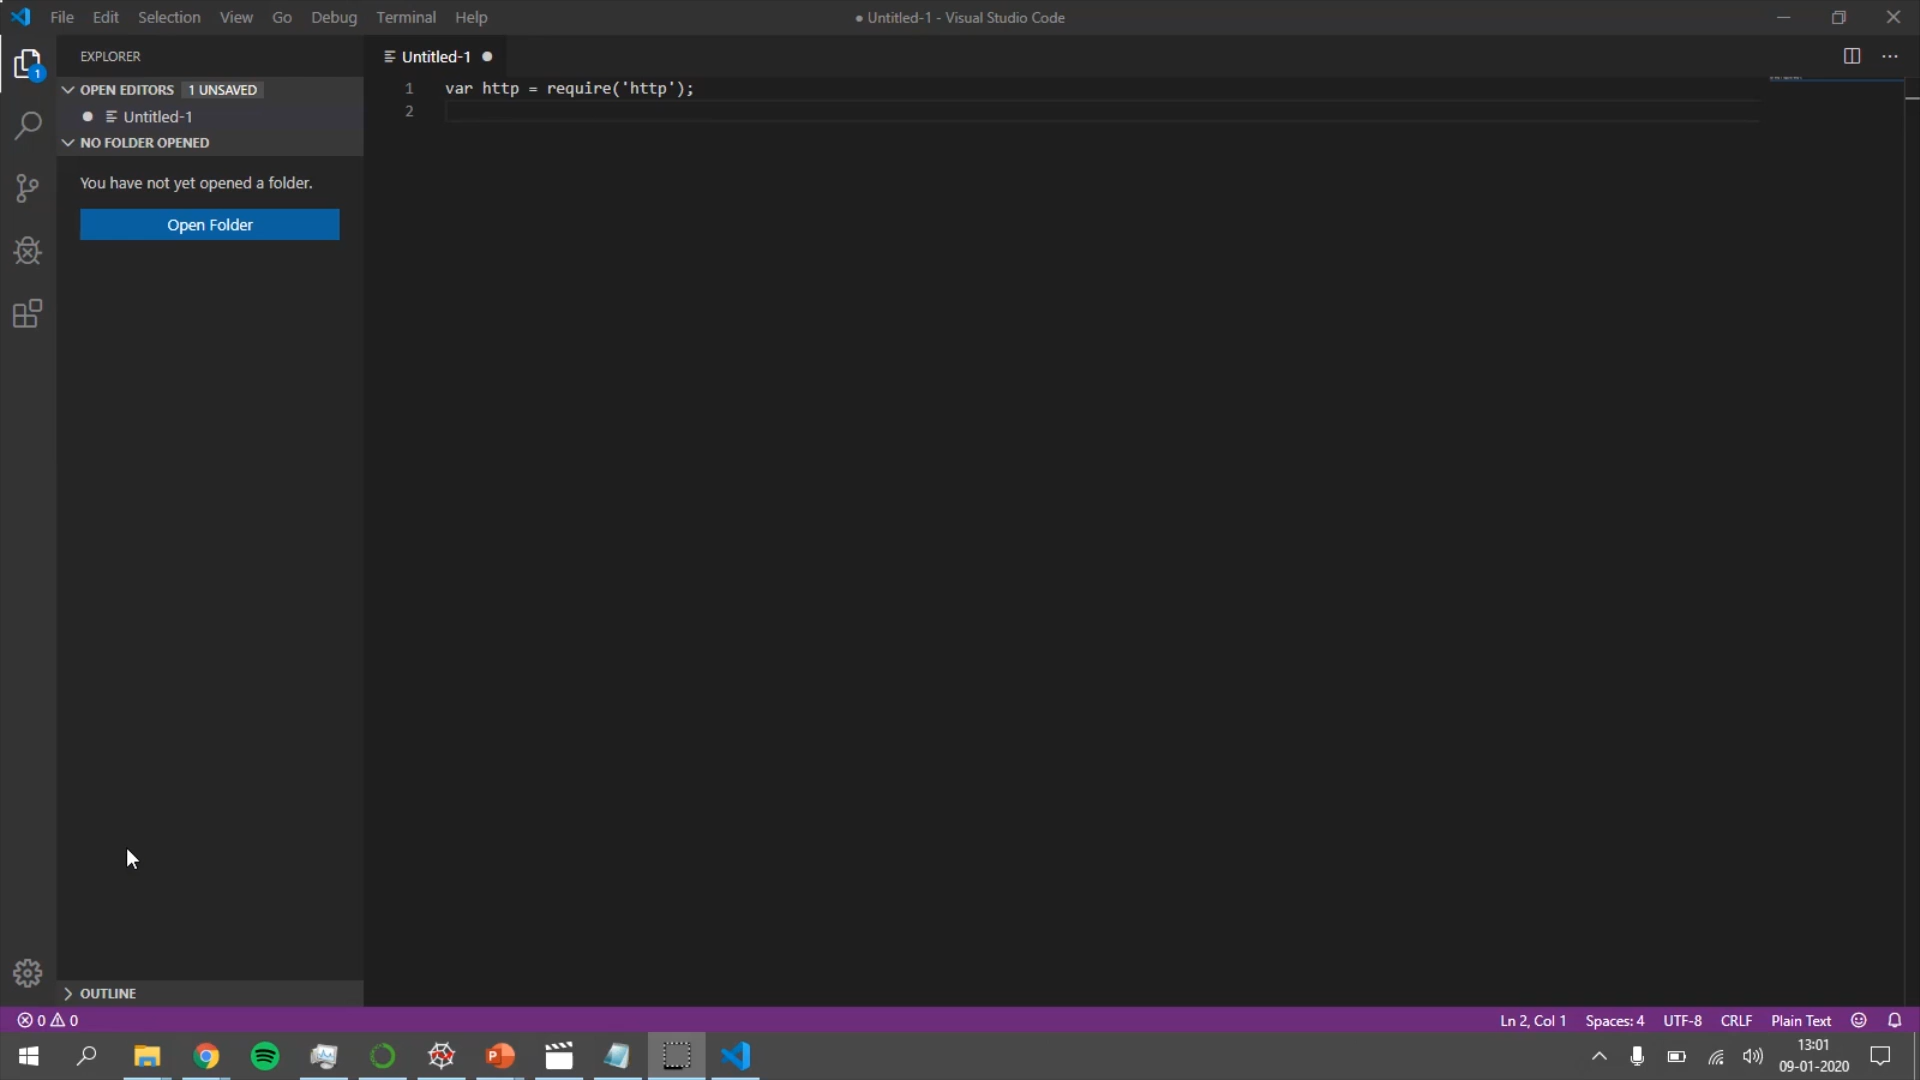 File Edit Selection View Go Debug Terminal Help
● Untitled-1 - Visual Studio Code
EXPLORER
Untitled-1
OPEN EDITORS 1 UNSAVED
Untitled-1
NO FOLDER OPENED
You have not yet opened a folder.
Open Folder
1 var http = require('http');
2
1
OUTLINE
0 0
Ln 2, Col 1 Spaces: 4 UTF-8 CRLF Plain Text
P
13:01
09-01-2020